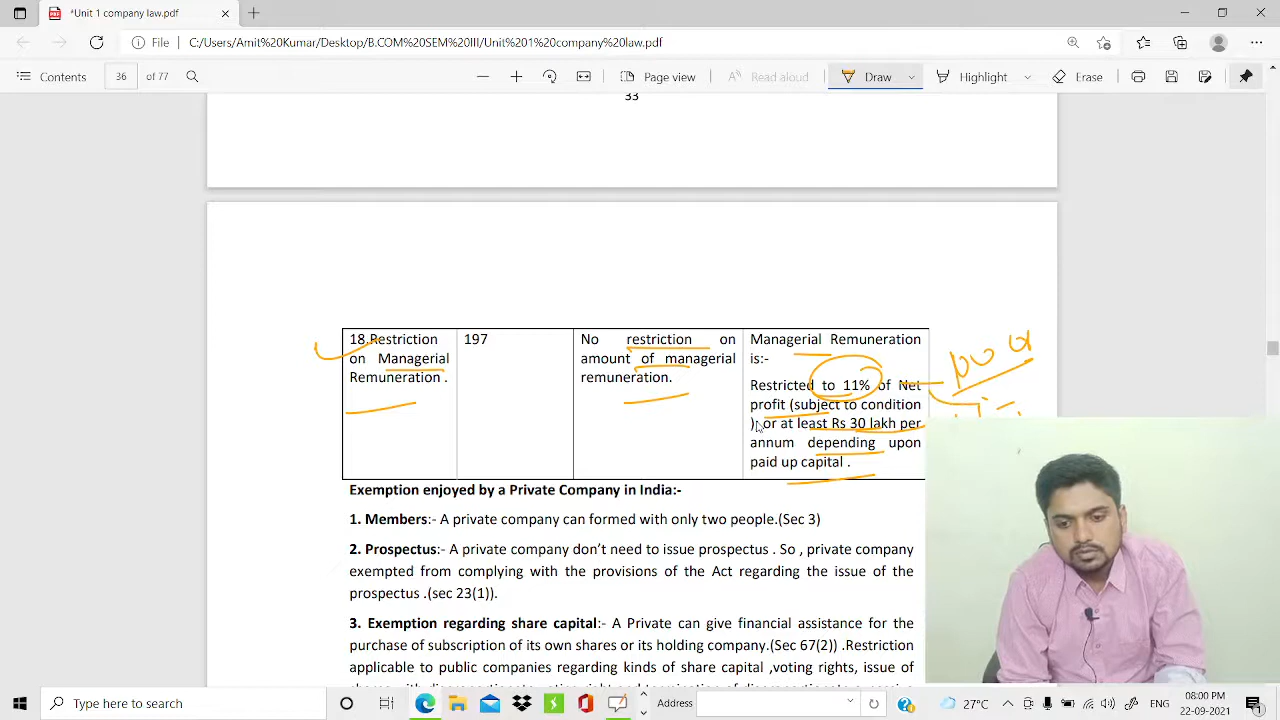 *Unit 1 company law.pdf
File
C:/Users/Amit%20Kumar/Desktop/B.COM%20SEM%20III/Unit%201%20company%20law.pdf
Contents
36
of 77
Page view
Read aloud
Draw
Highlight
Erase
33
18.Restriction on Managerial Remuneration .
197
No restriction on amount of managerial remuneration.
Managerial Remuneration is:-
Restricted to 11% of Net
profit (subject to condition
) or at least Rs 30 lakh per
annum depending upon
paid up capital .
Exemption enjoyed by a Private Company in India:-
1. Members:- A private company can formed with only two people.(Sec 3)
2. Prospectus:- A private company don't need to issue prospectus . So , private company
exempted from complying with the provisions of the Act regarding the issue of the
prospectus .(sec 23(1)).
3. Exemption regarding share capital:- A Private can give financial assistance for the
purchase of subscription of its own shares or its holding company.(Sec 67(2)) .Restriction
applicable to public companies regarding kinds of share capital ,voting rights, issue of
Type here to search
Address
27°C
ENG
08:00 PM
22-09-2021